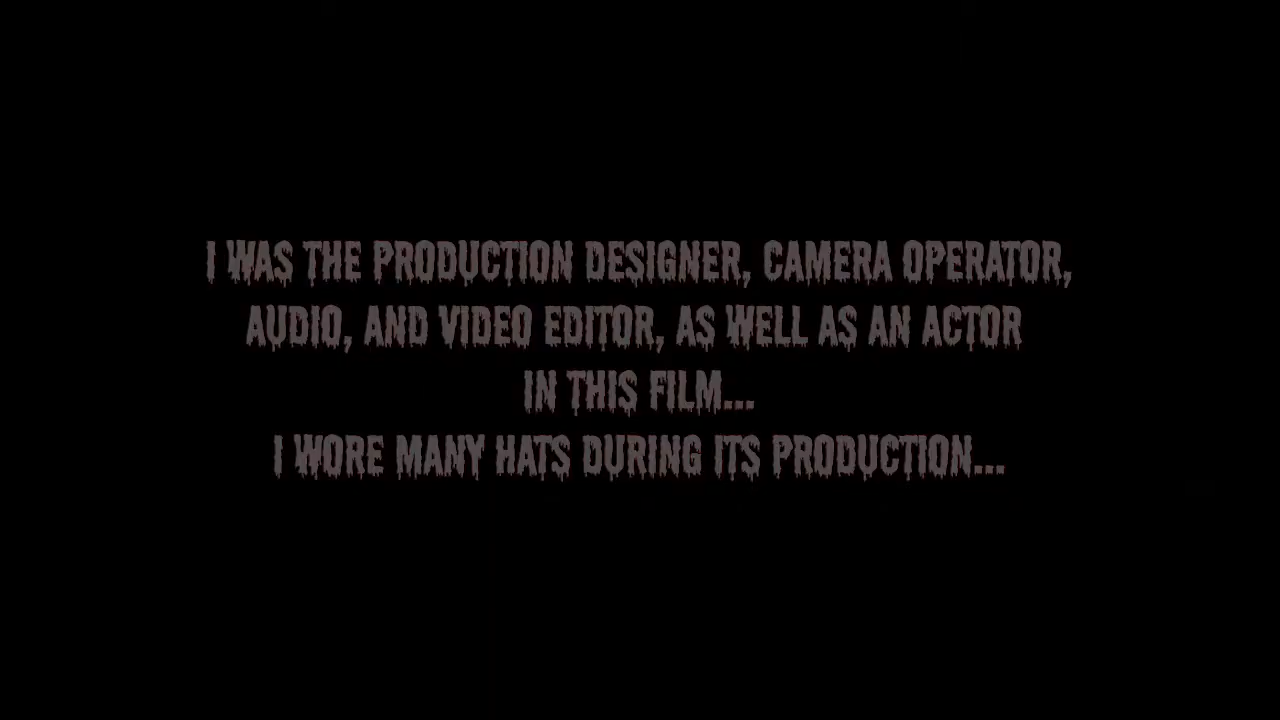 I WAS THE PRODUCTION DESIGNER, CAMERA OPERATOR,
AUDIO, AND VIDEO EDITOR, AS WELL AS AN ACTOR
IN THIS FILM...
I WORE MANY HATS DURING ITS PRODUCTION...